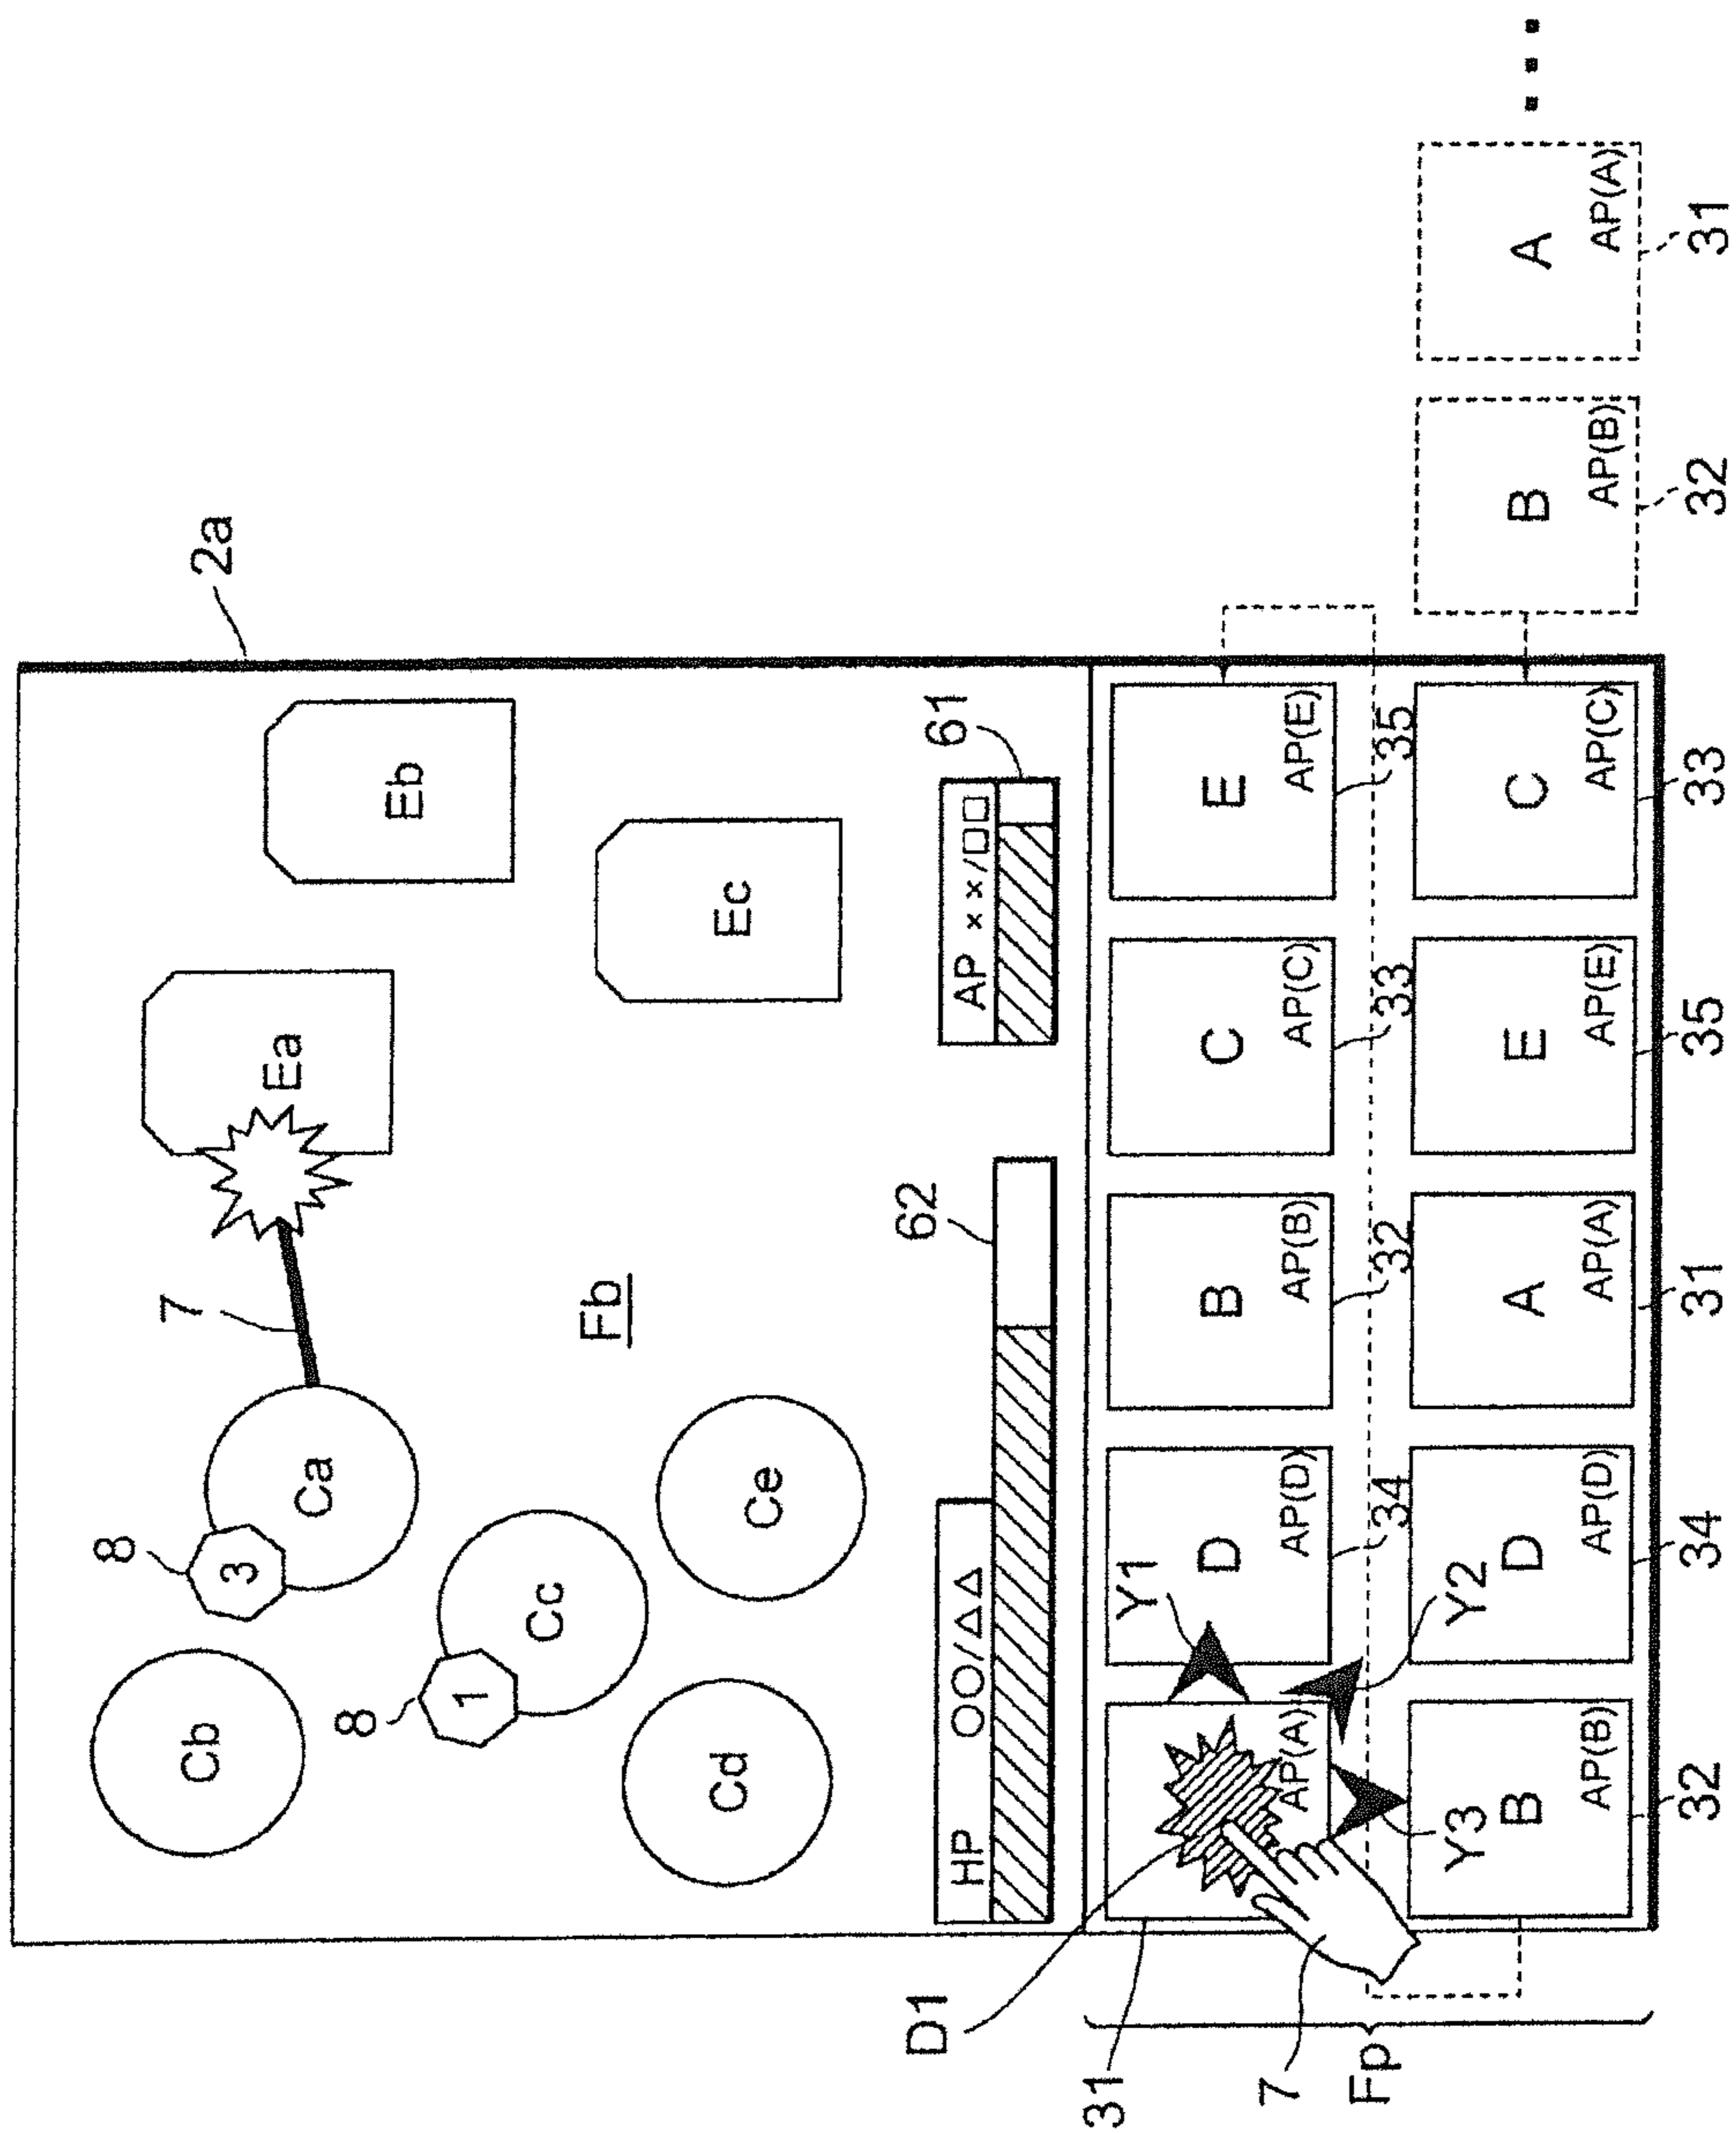 8
7
2a
Cb
3
Ea
Ca
8
Eb
1
Cc
Fb
Cd
Ec
Ce
D1
62
61
HP ○○/△△
AP ××/□□
31
Y1
D B C E
AP(A) AP(D) AP(B) AP(C) AP(E)
7
34 32 33 35
Fp
Y3 Y2
B D A E C B A ...
AP(B) AP(D) AP(A) AP(E) AP(C) AP(B) AP(A)
32 34 31 35 33 32 31